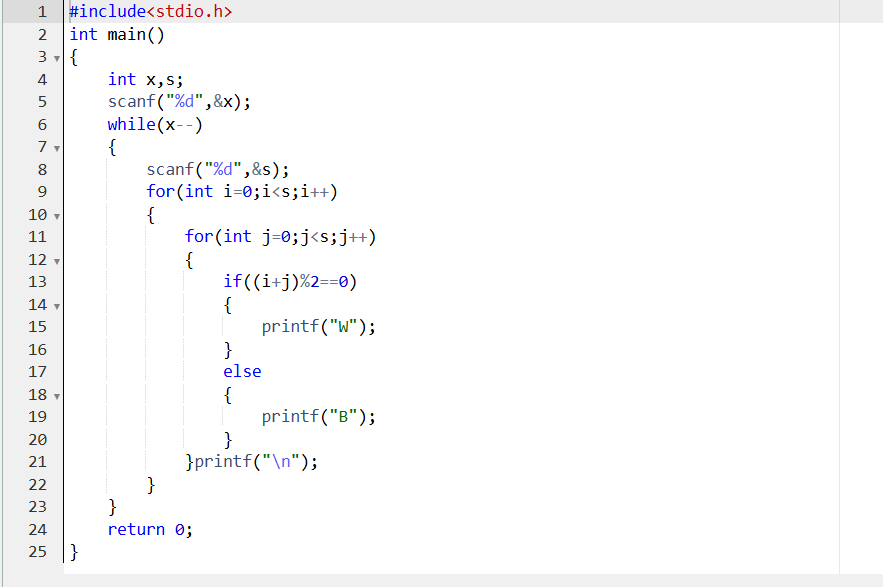 1 #include<stdio.h>
2 int main()
3 {
4     int x,s;
5     scanf("%d",&x);
6     while(x--)
7     {
8         scanf("%d",&s);
9         for(int i=0;i<s;i++)
10         {
11             for(int j=0;j<s;j++)
12             {
13                 if((i+j)%2==0)
14                 {
15                     printf("W");
16                 }
17                 else
18                 {
19                     printf("B");
20                 }
21             }printf("\n");
22         }
23     }
24     return 0;
25 }